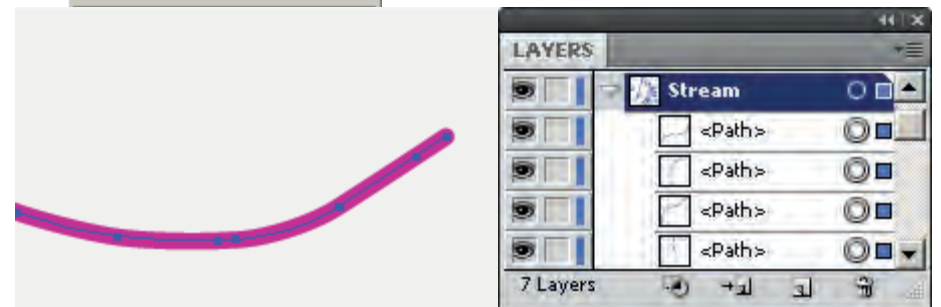 LAYERS
Stream
<Path>
<Path>
<Path>
<Path>
7 Layers